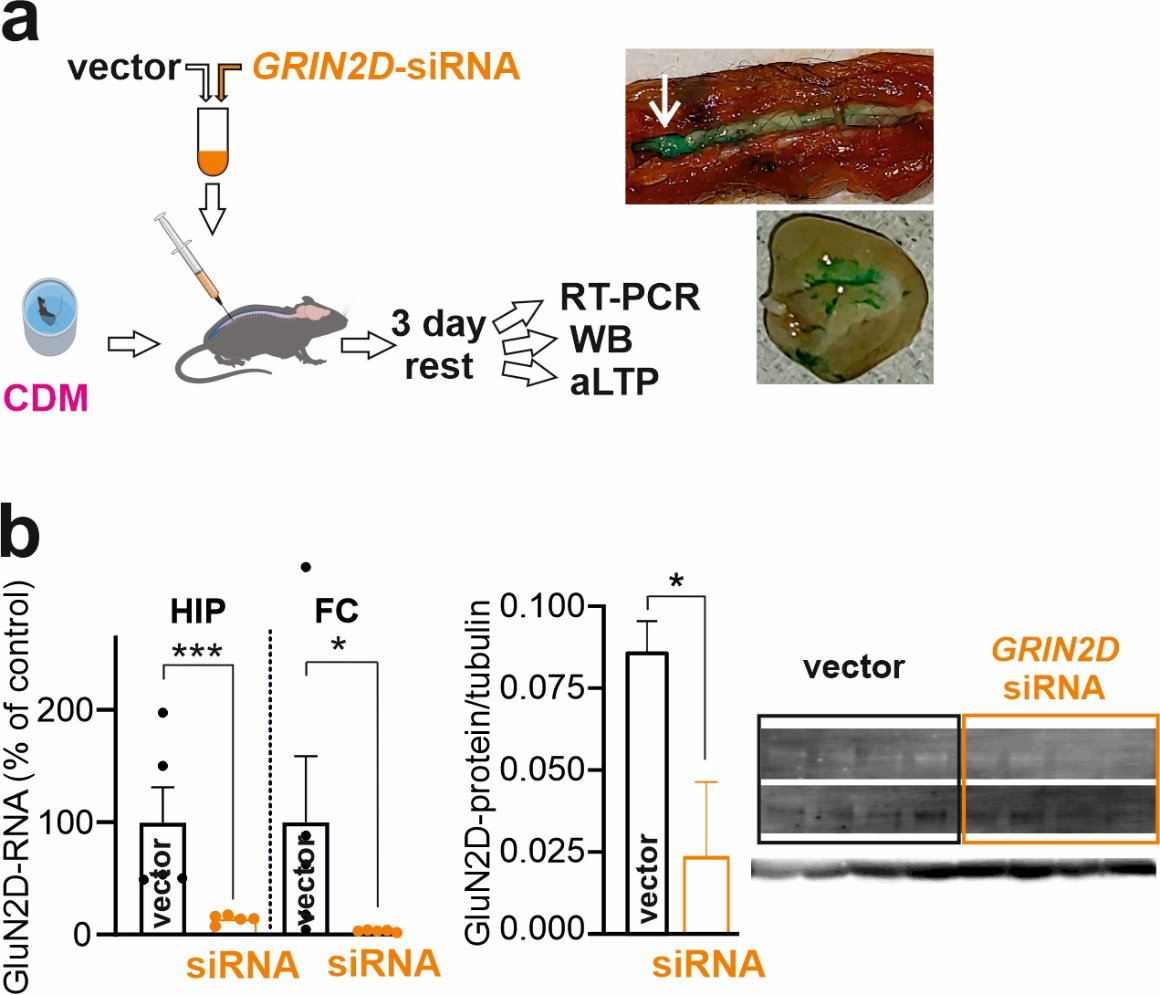 a
vector GRIN2D-siRNA
CDM
3 day
rest
RT-PCR
WB
aLTP
b
GluN2D-RNA (% of control)
HIP FC
*** *
200
100
0
vector
vector
siRNA siRNA
GluN2D-protein/tubulin
*
0.100
0.075
0.050
0.025
0.000
vector
siRNA
vector
GRIN2D
siRNA